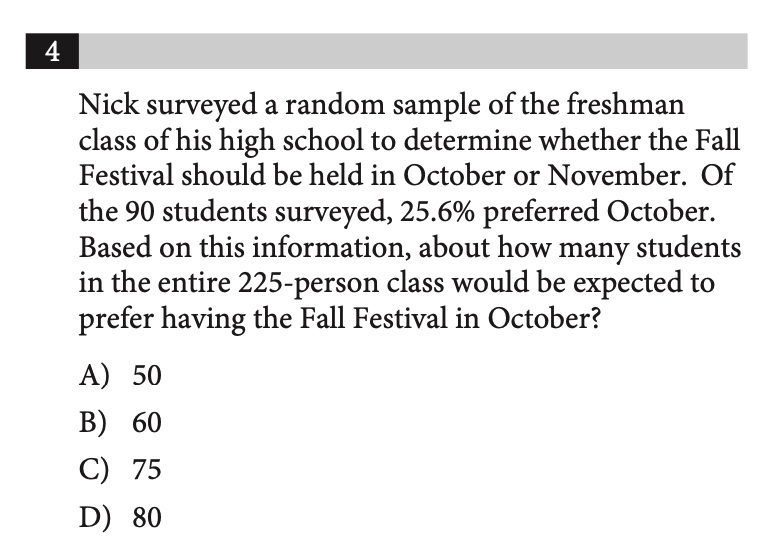 4
Nick surveyed a random sample of the freshman
class of his high school to determine whether the Fall
Festival should be held in October or November.  Of
the 90 students surveyed, 25.6% preferred October.
Based on this information, about how many students
in the entire 225-person class would be expected to
prefer having the Fall Festival in October?
A) 50
B) 60
C) 75
D) 80